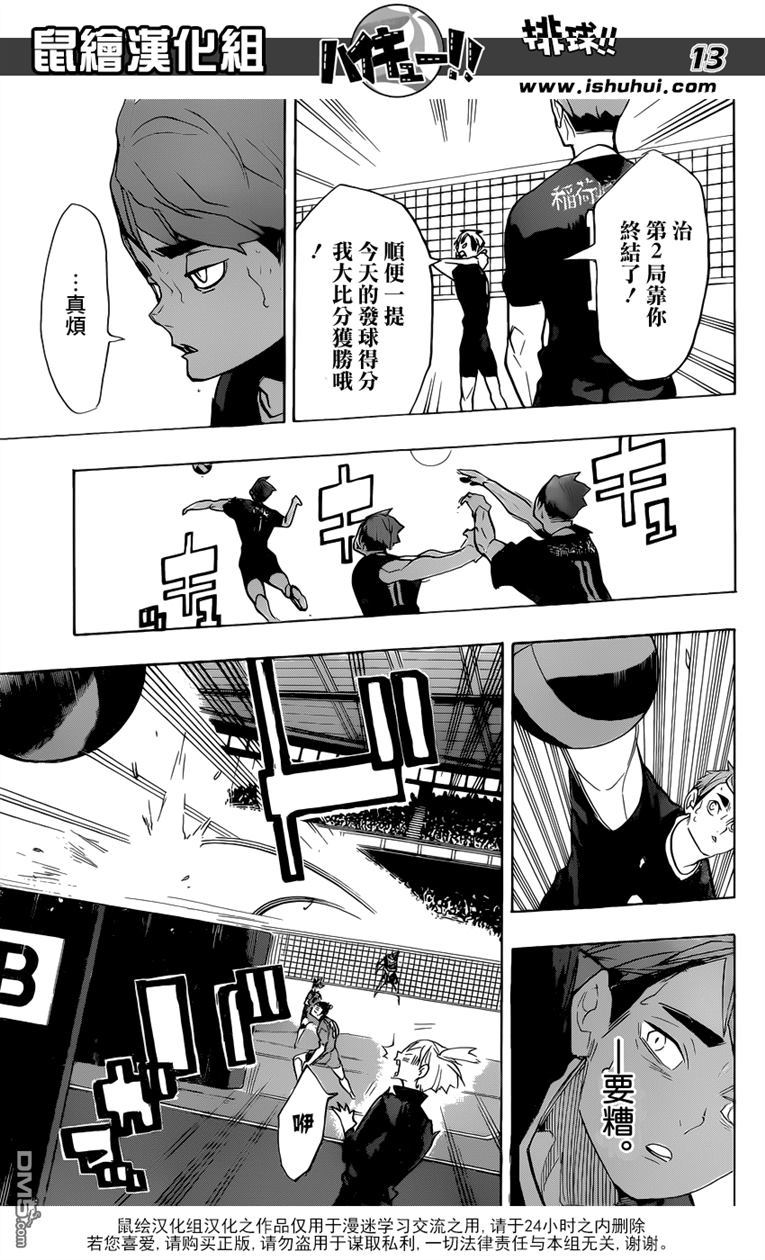 鼠繪漢化組
ハイキュー!!
排球!!
13
www.ishuhui.com
稲荷
治
第2局靠你
終結了!
順便一提
今天的發球得分
我大比分獲勝哦
!
…真煩
キュ
キュ
キュッ
—要糟。
B
咿
DM5
鼠绘汉化组汉化之作品仅用于漫迷学习交流之用,请于24小时之内删除
若您喜爱,请购买正版,请勿盗用于谋取私利,一切法律责任与本组无关,谢谢。